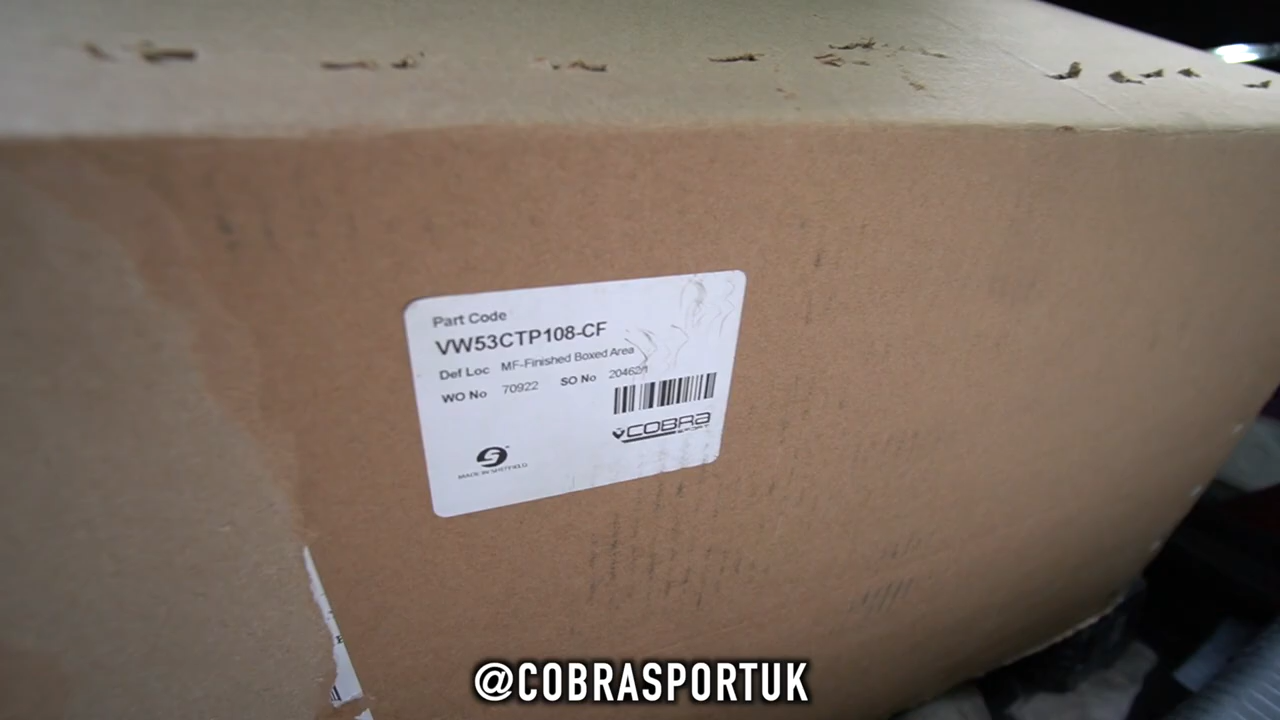 Part Code
VW53CTP108-CF
Def Loc MF-Finished Boxed Area
WO No 70922 SO No
COBRA
SPORT
MADE IN SHEFFIELD
@COBRASPORTUK